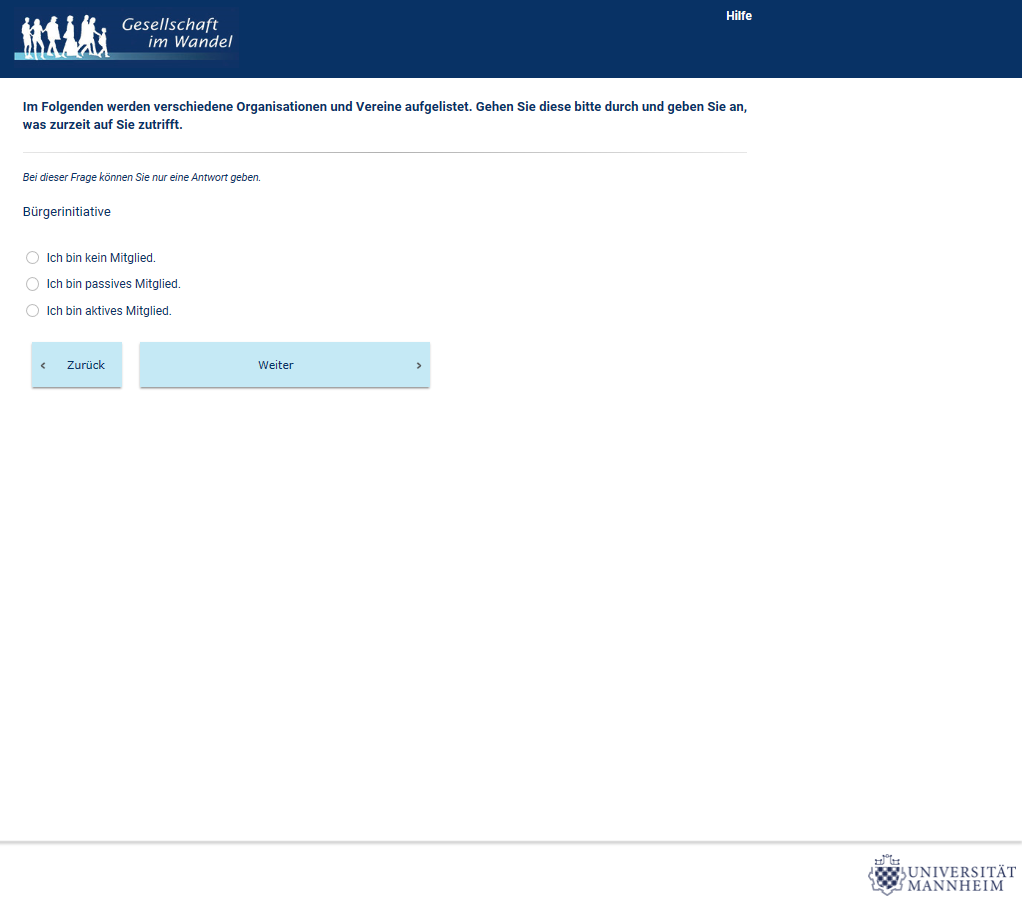 Gesellschaft
im Wandel
Hilfe
Im Folgenden werden verschiedene Organisationen und Vereine aufgelistet. Gehen Sie diese bitte durch und geben Sie an,
was zurzeit auf Sie zutrifft.
Bei dieser Frage können Sie nur eine Antwort geben.
Bürgerinitiative
Ich bin kein Mitglied.
Ich bin passives Mitglied.
Ich bin aktives Mitglied.
‹ Zurück
Weiter ›
UNIVERSITÄT
MANNHEIM